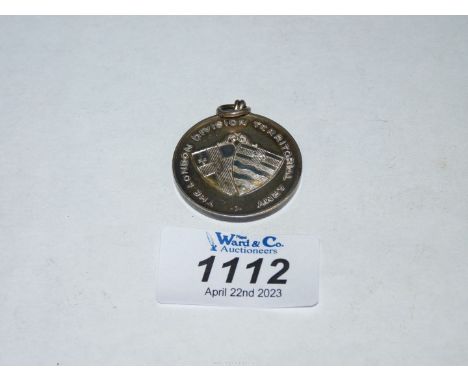 THE LONDON DIVISION TERRITORIAL ARMY
Ward & Co.
Auctioneers
1112
April 22nd 2023